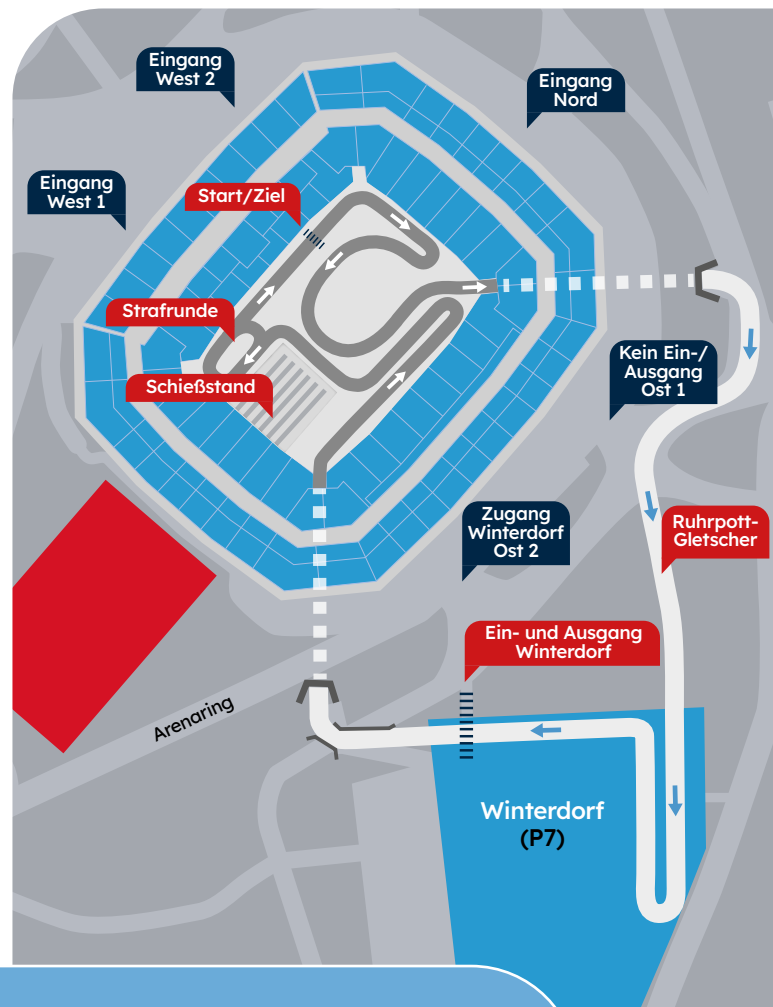 Eingang
West 2
Eingang
Nord
Eingang
West 1
Start/Ziel
Strafrunde
Schießstand
Kein Ein-/
Ausgang
Ost 1
Zugang
Winterdorf
Ost 2
Ruhrpott-
Gletscher
Ein- und Ausgang
Winterdorf
Arenaring
Winterdorf
(P7)